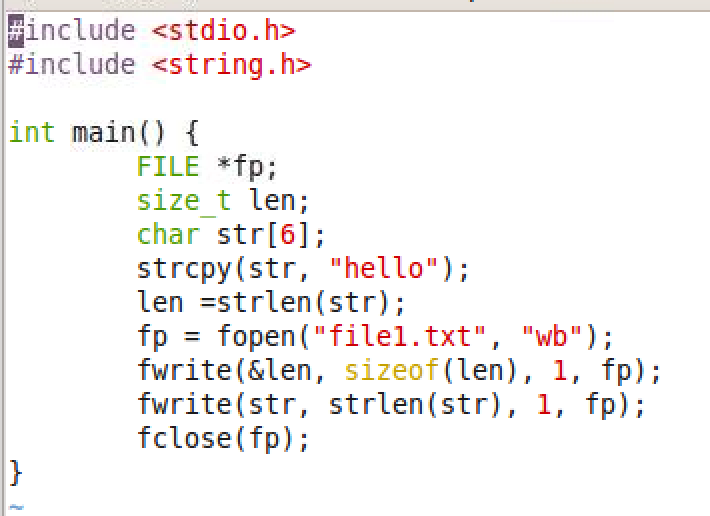 #include <stdio.h>
#include <string.h>
int main() {
FILE *fp;
size_t len;
char str[6];
strcpy(str, "hello");
len =strlen(str);
fp = fopen("file1.txt", "wb");
fwrite(&len, sizeof(len), 1, fp);
fwrite(str, strlen(str), 1, fp);
fclose(fp);
}
~